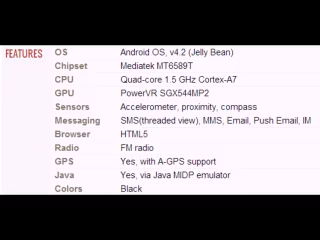 FEATURES
OS Android OS, v4.2 (Jelly Bean)
Chipset Mediatek MT6589T
CPU Quad-core 1.5 GHz Cortex-A7
GPU PowerVR SGX544MP2
Sensors Accelerometer, proximity, compass
Messaging SMS(threaded view), MMS, Email, Push Email, IM
Browser HTML5
Radio FM radio
GPS Yes, with A-GPS support
Java Yes, via Java MIDP emulator
Colors Black